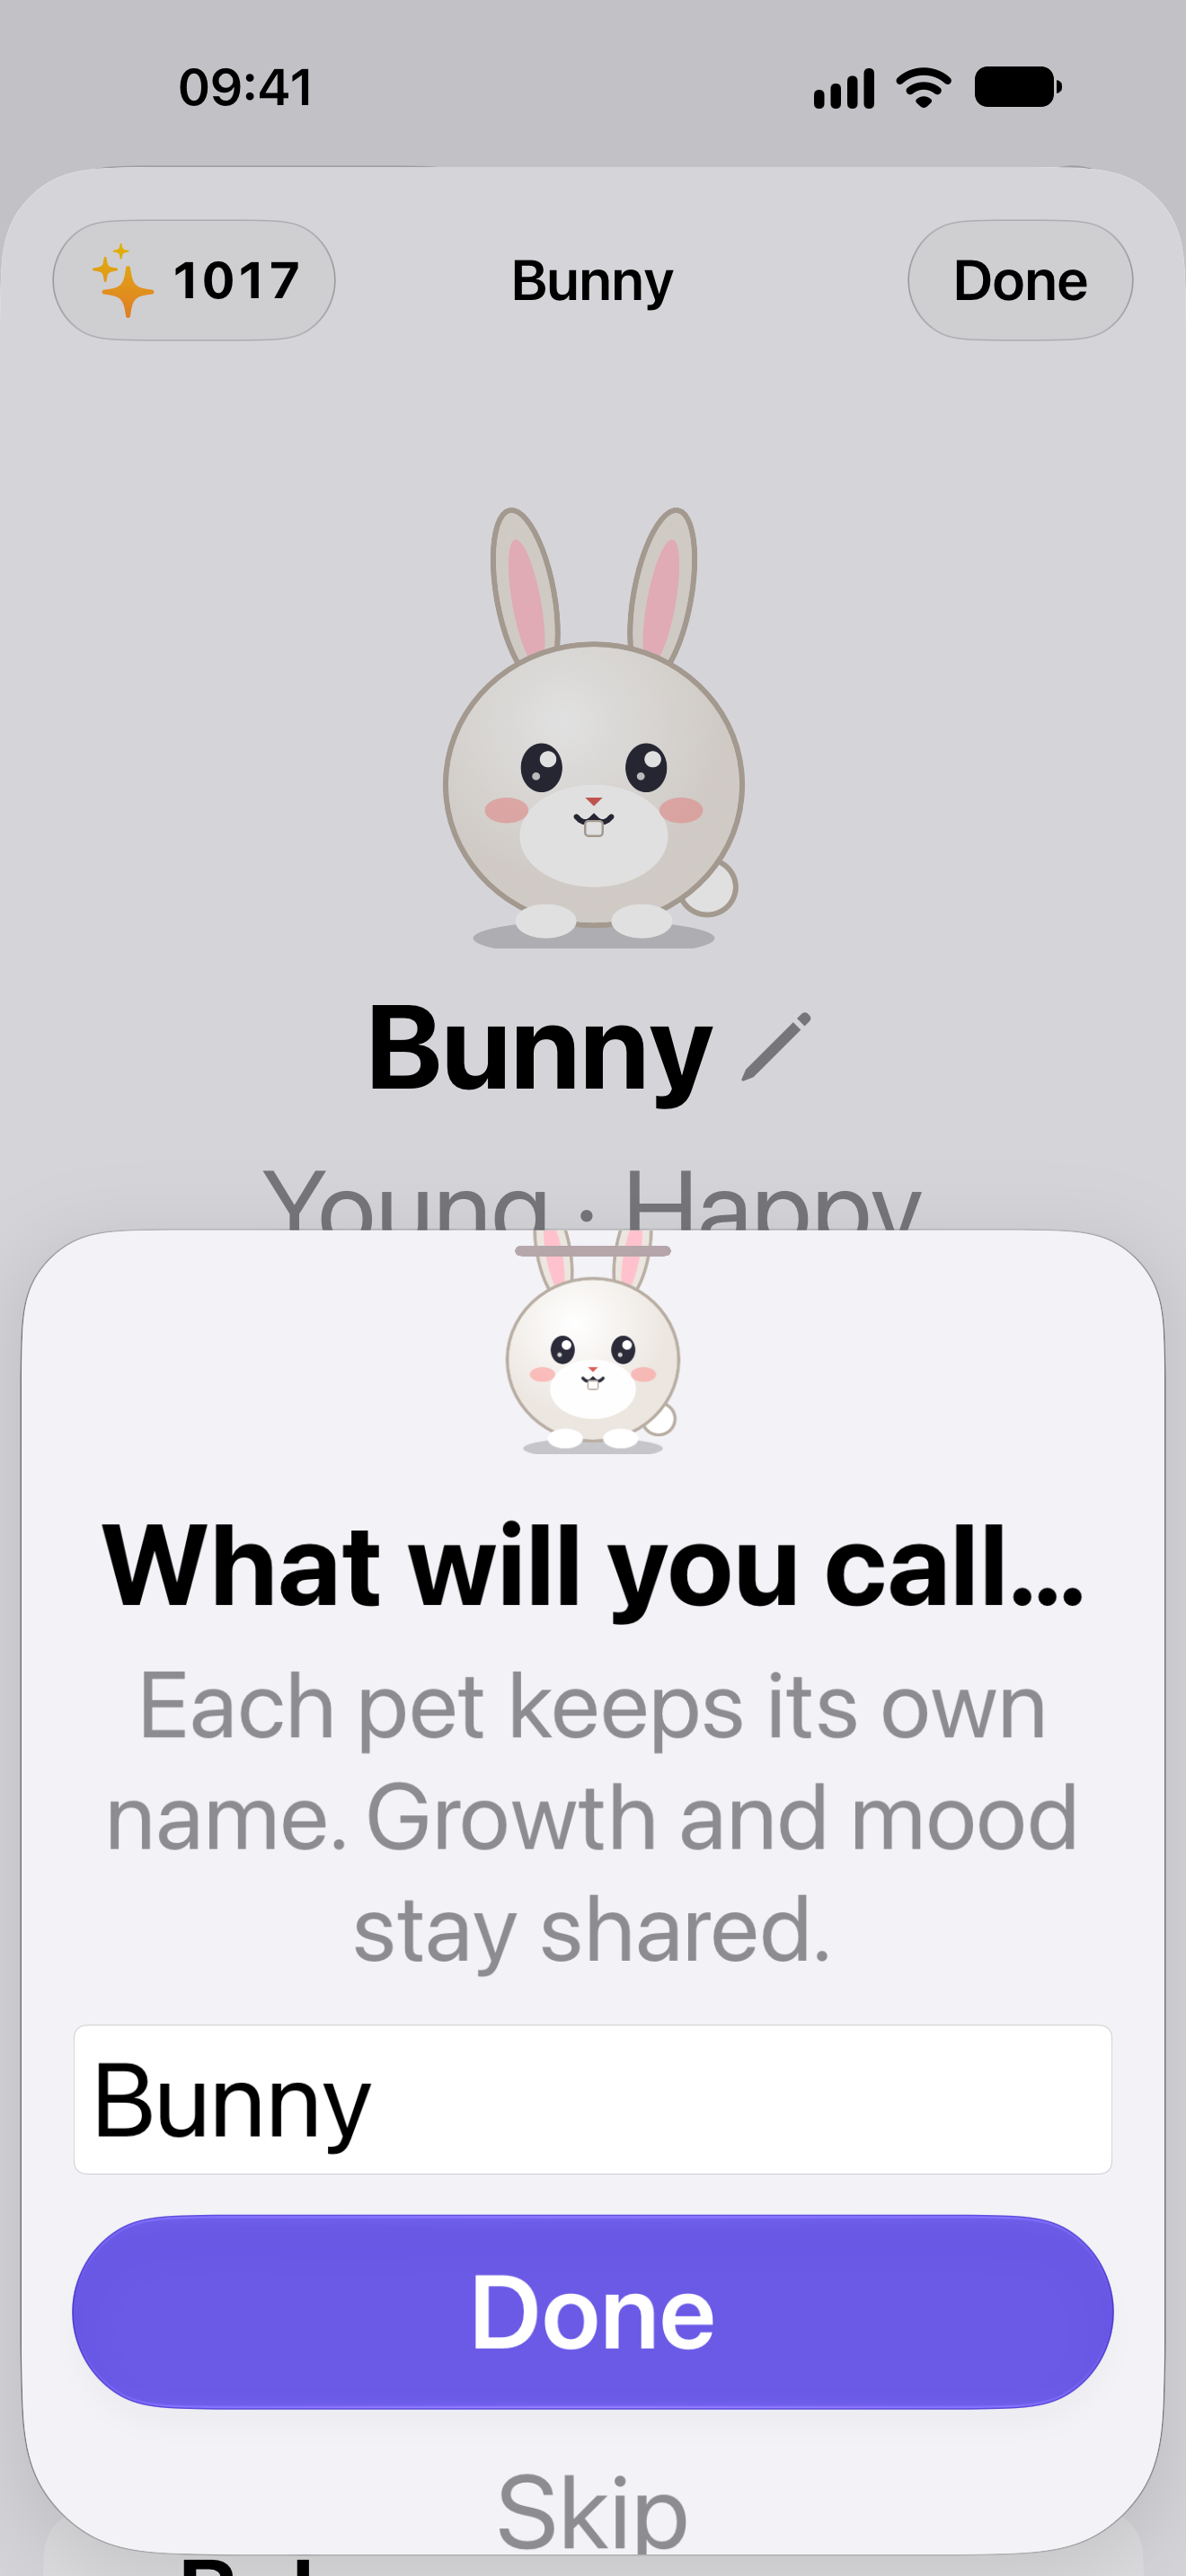 09:41
1017
Bunny
Done
Bunny
Young · Happy
What will you call…
Each pet keeps its own
name. Growth and mood
stay shared.
Bunny
Done
Skip